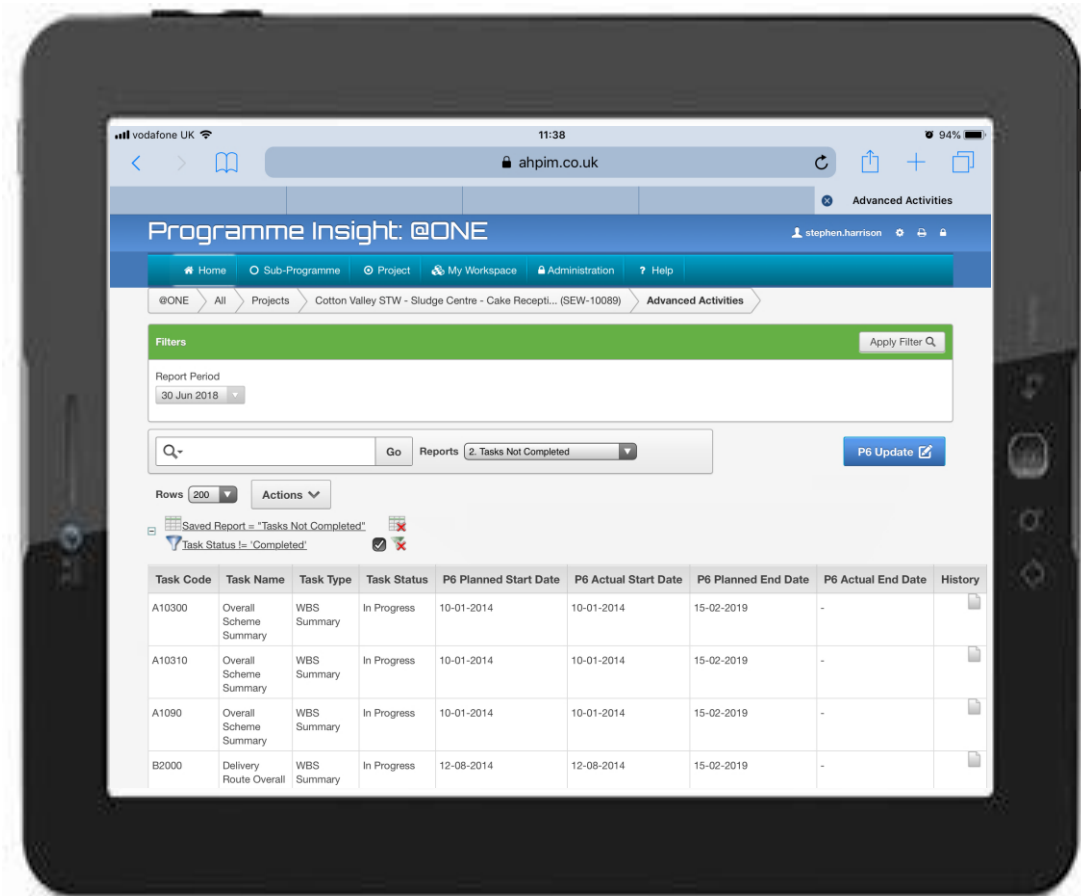 vodafone UK 11:38 94%
ahpim.co.uk
Advanced Activities
Programme Insight: @ONE stephen.harrison
Home Sub-Programme Project My Workspace Administration ? Help
@ONE All Projects Cotton Valley STW - Sludge Centre - Cake Recepti... (SEW-10089) Advanced Activities
Filters Apply Filter
Report Period
30 Jun 2018
Go Reports 2. Tasks Not Completed P6 Update
Rows 200 Actions
Saved Report = "Tasks Not Completed"
Task Status != 'Completed'
Task Code Task Name Task Type Task Status P6 Planned Start Date P6 Actual Start Date P6 Planned End Date P6 Actual End Date History
A10300 Overall WBS In Progress 10-01-2014 10-01-2014 15-02-2019 -
Scheme Summary
Summary
A10310 Overall WBS In Progress 10-01-2014 10-01-2014 15-02-2019 -
Scheme Summary
Summary
A1090 Overall WBS In Progress 10-01-2014 10-01-2014 15-02-2019 -
Scheme Summary
Summary
B2000 Delivery WBS In Progress 12-08-2014 12-08-2014 15-02-2019 -
Route Overall Summary